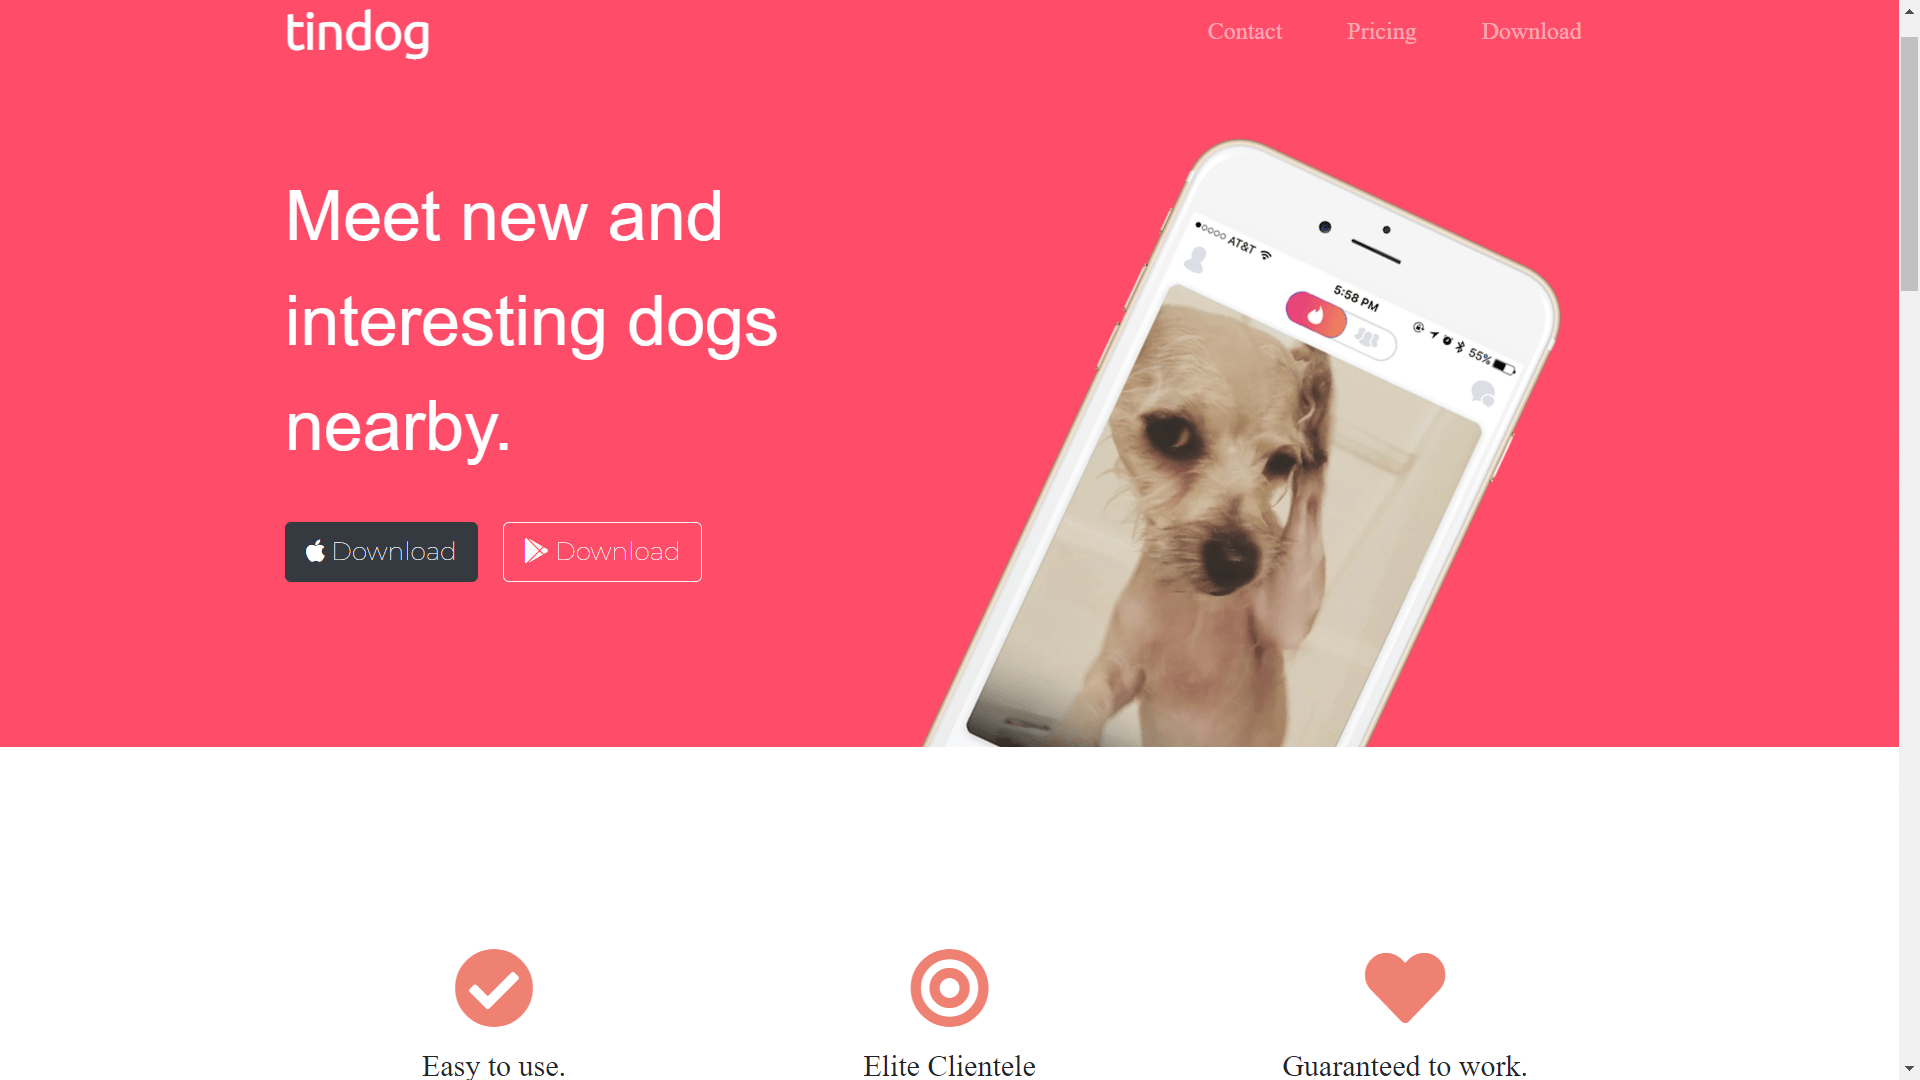 tindog
Contact
Pricing
Download
Meet new and
interesting dogs
nearby.
Download
Download
AT&T
5:58 PM
55%
Easy to use.
Elite Clientele
Guaranteed to work.